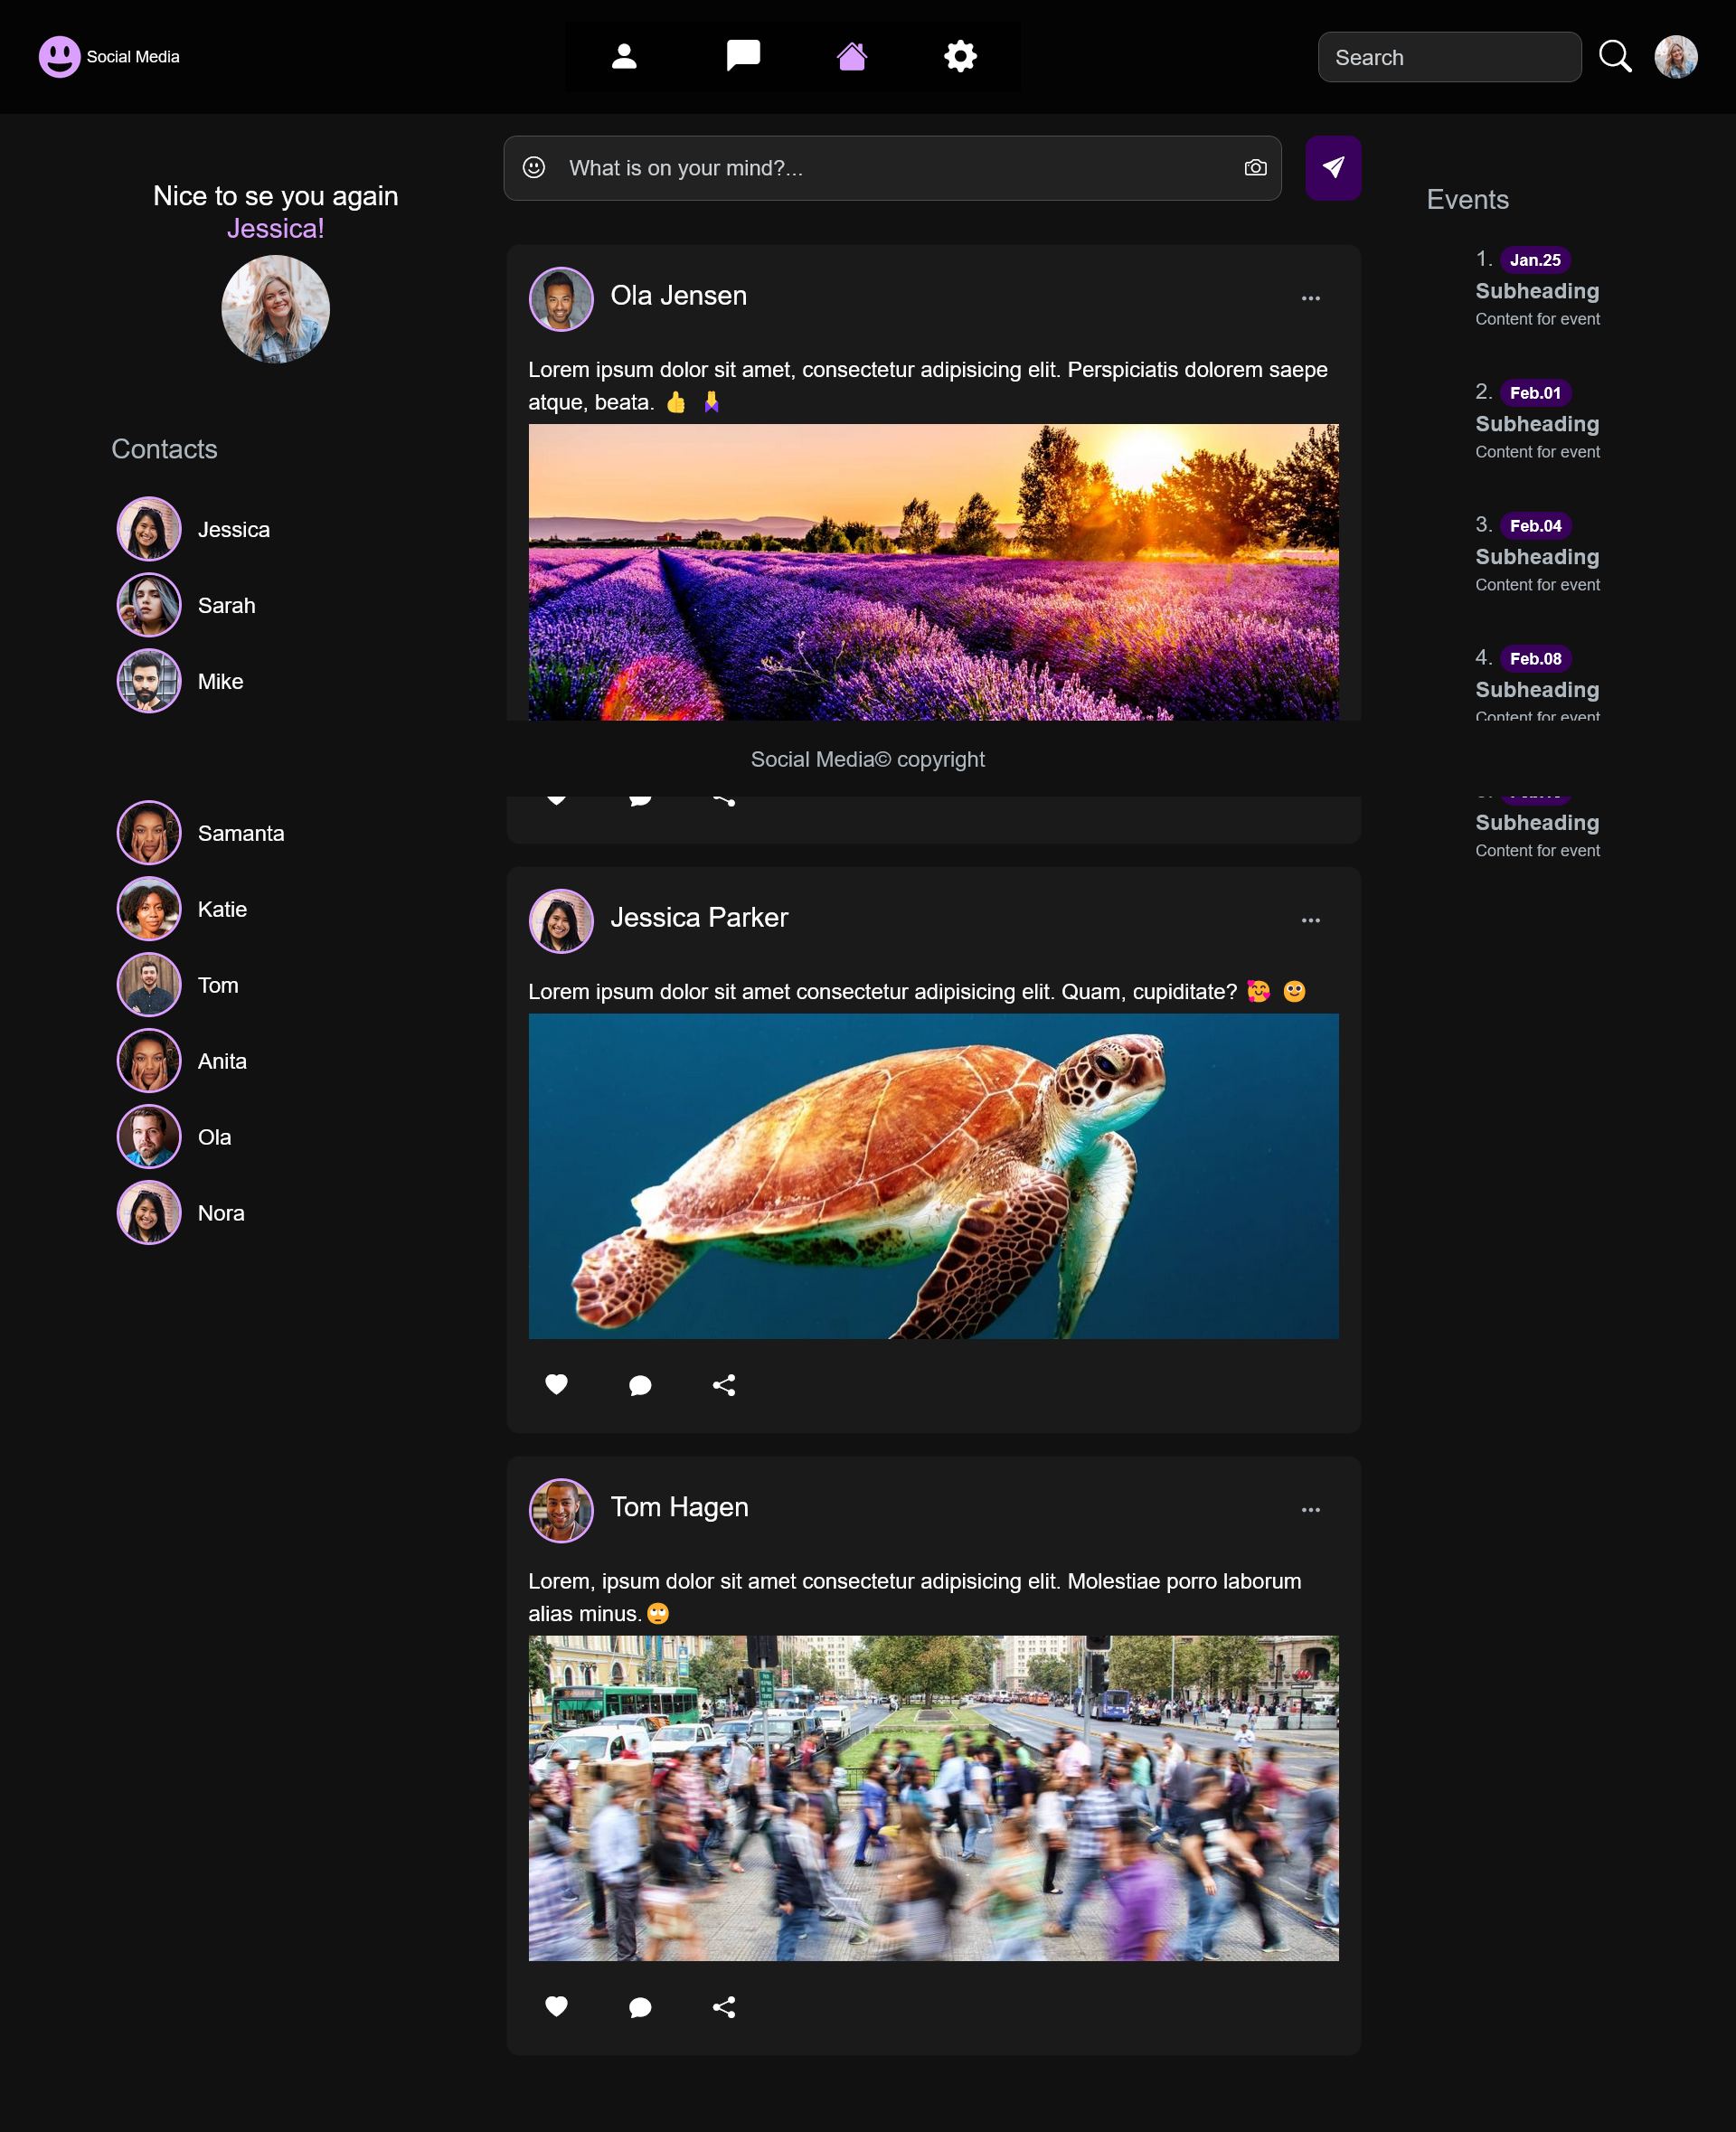 Social Media
Search
What is on your mind?...
Nice to se you again
Jessica!
Contacts
Jessica
Sarah
Mike
Samanta
Katie
Tom
Anita
Ola
Nora
Ola Jensen
Lorem ipsum dolor sit amet, consectetur adipisicing elit. Perspiciatis dolorem saepe
atque, beata. 👍
Social Media© copyright
Jessica Parker
Lorem ipsum dolor sit amet consectetur adipisicing elit. Quam, cupiditate? 🥰
Tom Hagen
Lorem, ipsum dolor sit amet consectetur adipisicing elit. Molestiae porro laborum
alias minus.🙄
Events
1. Jan.25
Subheading
Content for event
2. Feb.01
Subheading
Content for event
3. Feb.04
Subheading
Content for event
4. Feb.08
Subheading
Content for event
Subheading
Content for event